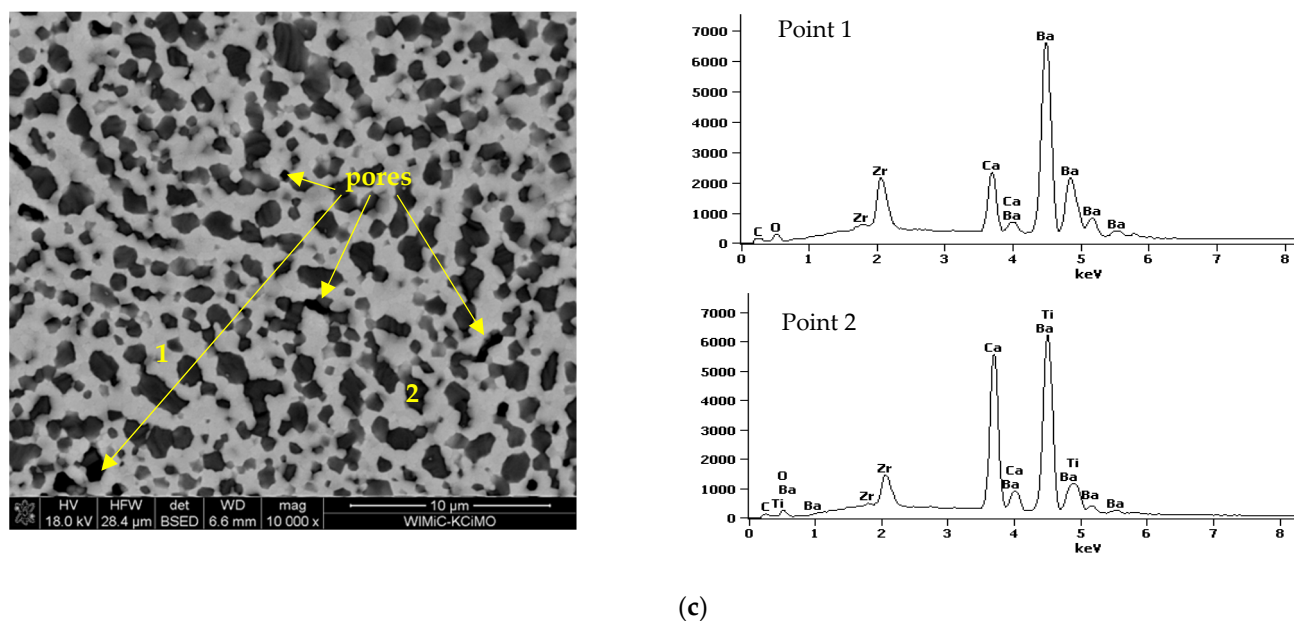 pores
1
2
HV HFW det WD mag 10 µm
18.0 kV 28.4 µm BSED 6.6 mm 10 000 x WIMiC-KCiMO
Point 1
7000
6000
5000
4000
3000
2000
1000
0
Ba
Zr
Ca
Ba
Ca
Ba
Ba
Zr
Ba
C O
0 1 2 3 4 5 6 7 8
keV
Point 2
7000
6000
5000
4000
3000
2000
1000
0
Ti
Ba
Ca
Zr
Ca
Ti
O
Ba
Ba
Ba
Zr
Ba
Ba
C Ti
Ba
0 1 2 3 4 5 6 7 8
keV
(c)